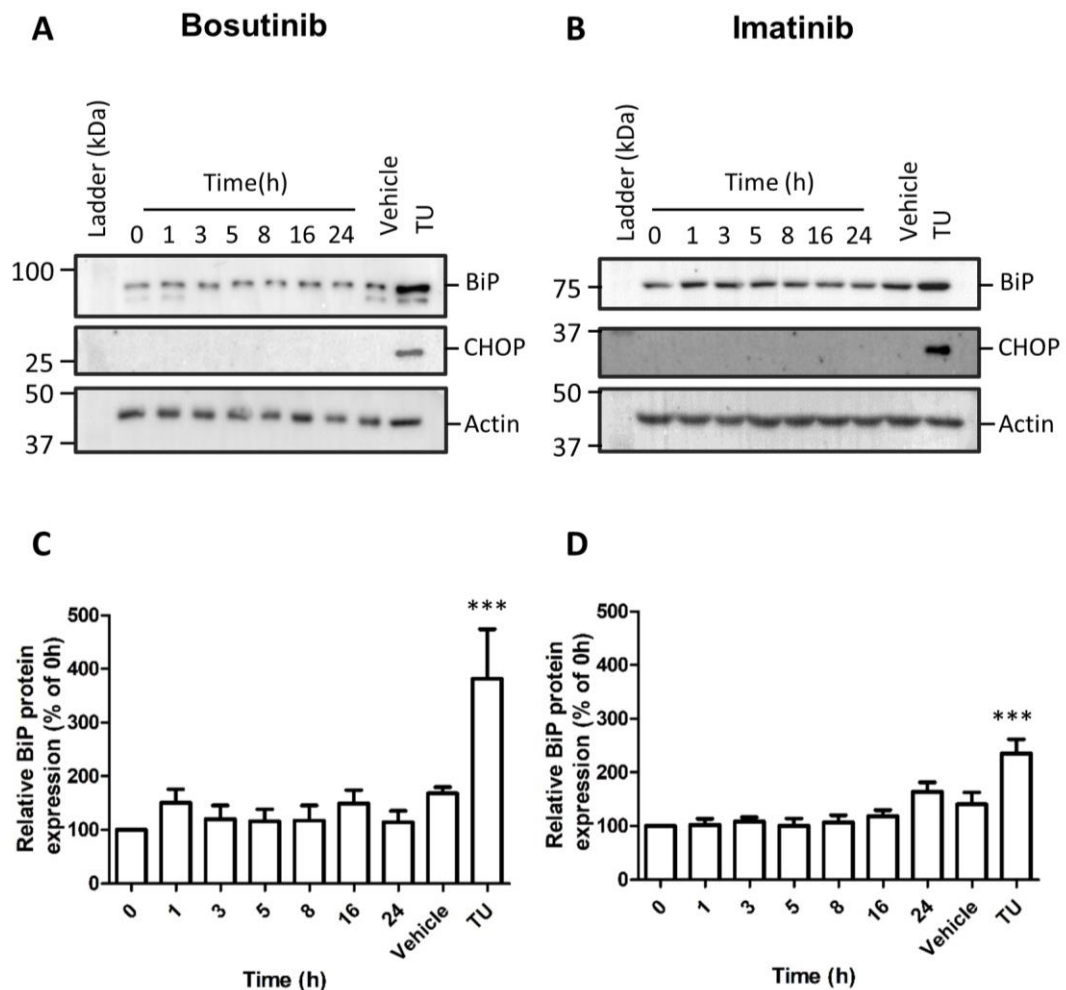 A
Bosutinib
Ladder (kDa)
Time(h)
0 1 3 5 8 16 24
Vehicle
TU
100
BiP
25
CHOP
50
37
Actin
B
Imatinib
Ladder (kDa)
Time (h)
0 1 3 5 8 16 24
Vehicle
TU
75
BiP
37
CHOP
50
37
Actin
C
Relative BiP protein
expression (% of 0h)
500
400
300
200
100
0
***
0 1 3 5 8 16 24 Vehicle TU
Time (h)
D
Relative BiP protein
expression (% of 0h)
500
400
300
200
100
0
***
0 1 3 5 8 16 24 Vehicle TU
Time (h)